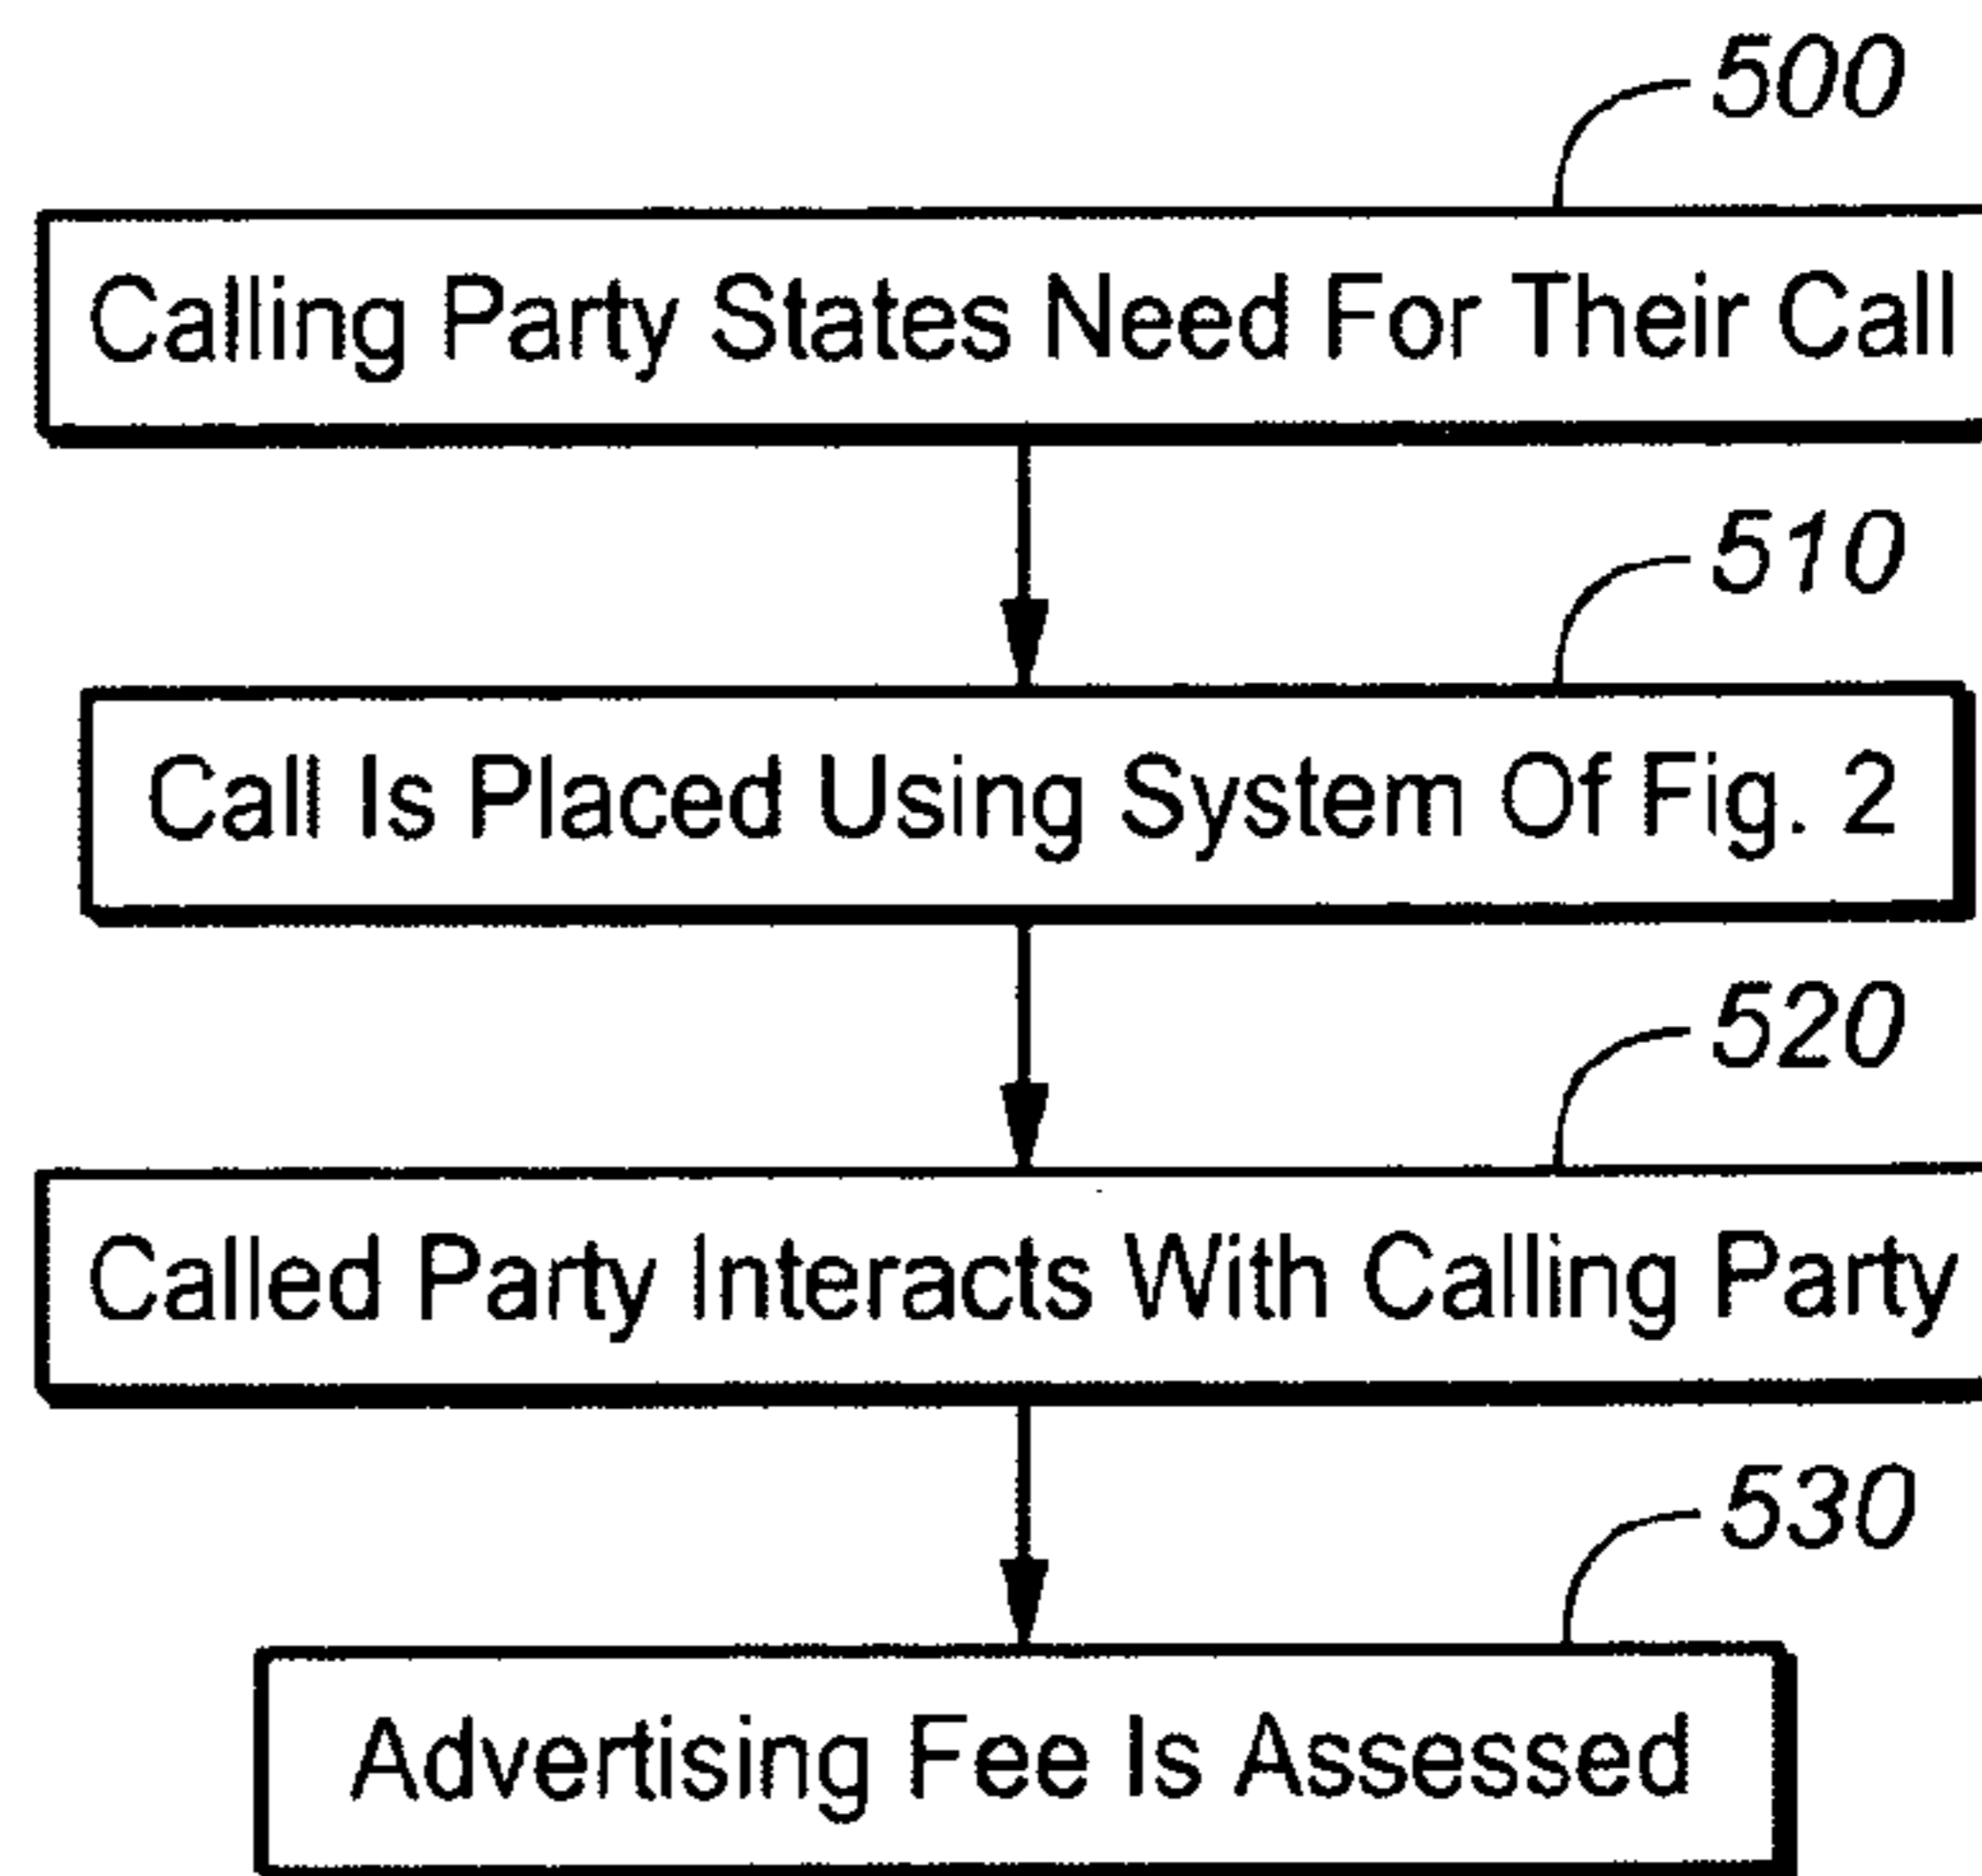 500
Calling Party States Need For Their Call
510
Call Is Placed Using System Of Fig. 2
520
Called Party Interacts With Calling Party
530
Advertising Fee Is Assessed